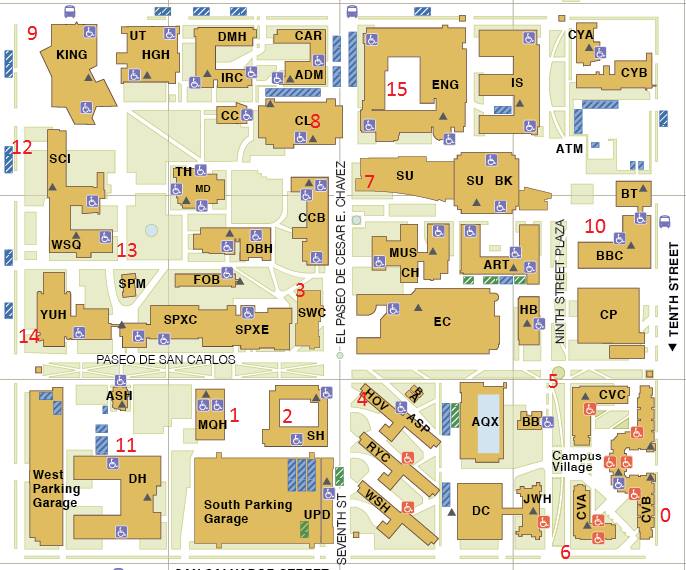 9
KING
UT
HGH
DMH
IRC
CAR
ADM
15
ENG
IS
CYA
CYB
CC
CL
8
ATM
12
SCI
TH
MD
7
SU
SU
BK
BT
EL PASEO DE CESAR E. CHAVEZ
CCB
WSQ
13
DBH
MUS
CH
ART
NINTH STREET PLAZA
10
BBC
TENTH STREET
SPM
FOB
3
SWC
YUH
14
SPXC
SPXE
EC
HB
CP
PASEO DE SAN CARLOS
ASH
MQH
1
2
SH
4
HOV
BA
ASP
AQX
BB
5
CVC
11
RYC
Campus
Village
West
Parking
Garage
DH
South Parking
Garage
UPD
SEVENTH ST
WSH
DC
JWH
CVA
CVB
0
6